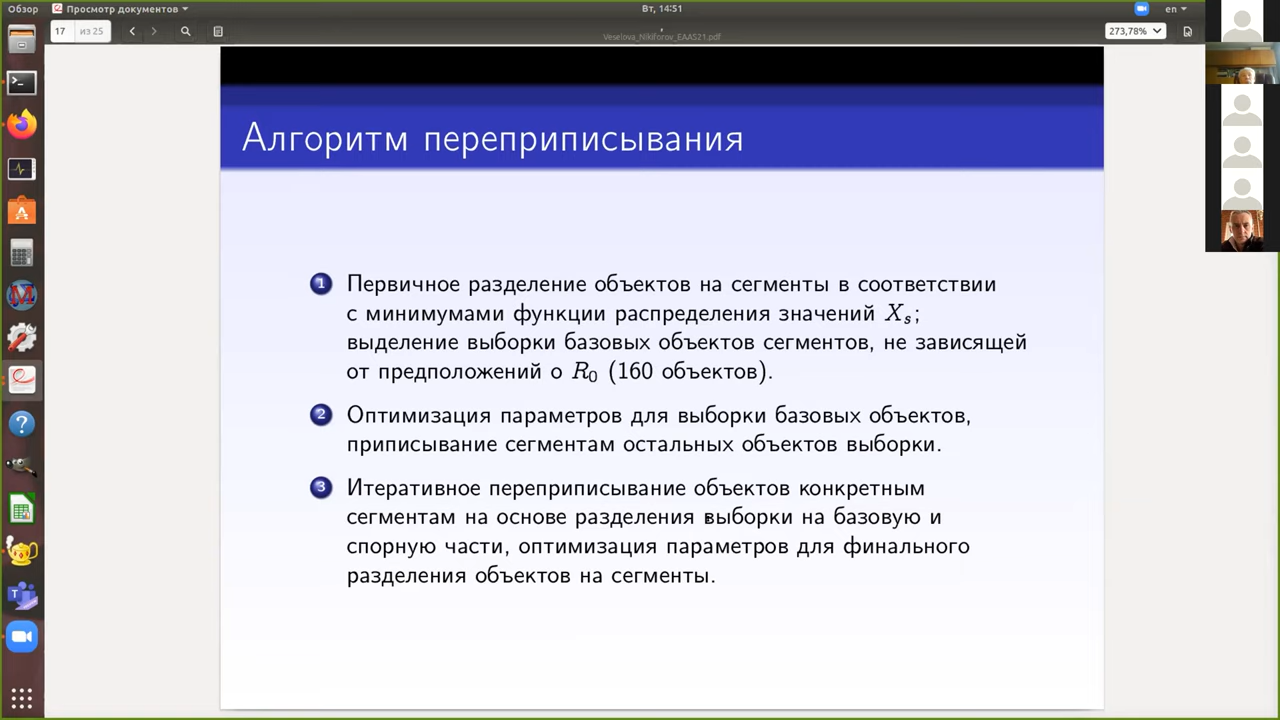 Обзор
Просмотр документов
Вт, 14:51
en
17
из 25
Veselova_Nikiforov_EAAS21.pdf
273,78%
Алгоритм переприписывания
1 Первичное разделение объектов на сегменты в соответствии
с минимумами функции распределения значений Xₛ;
выделение выборки базовых объектов сегментов, не зависящей
от предположений о R₀ (160 объектов).
2 Оптимизация параметров для выборки базовых объектов,
приписывание сегментам остальных объектов выборки.
3 Итеративное переприписывание объектов конкретным
сегментам на основе разделения выборки на базовую и
спорную части, оптимизация параметров для финального
разделения объектов на сегменты.